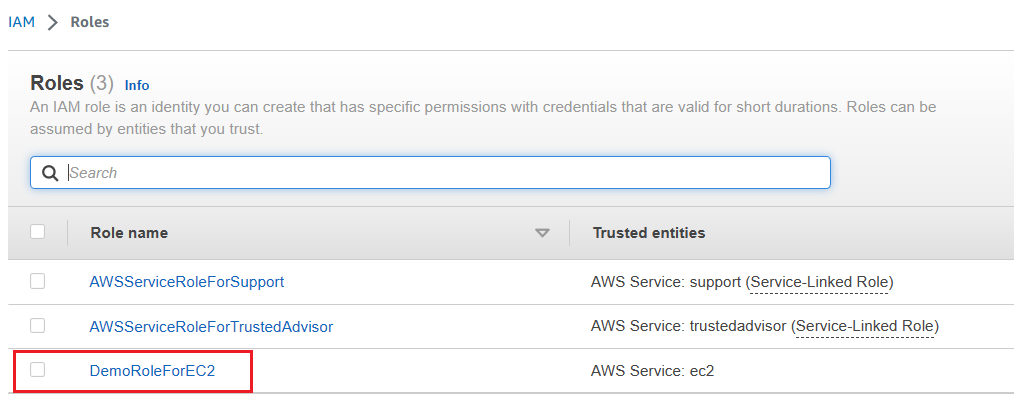 IAM > Roles
Roles (3) Info
An IAM role is an identity you can create that has specific permissions with credentials that are valid for short durations. Roles can be
assumed by entities that you trust.
Search
Role name Trusted entities
AWSServiceRoleForSupport AWS Service: support (Service-Linked Role)
AWSServiceRoleForTrustedAdvisor AWS Service: trustedadvisor (Service-Linked Role)
DemoRoleForEC2 AWS Service: ec2